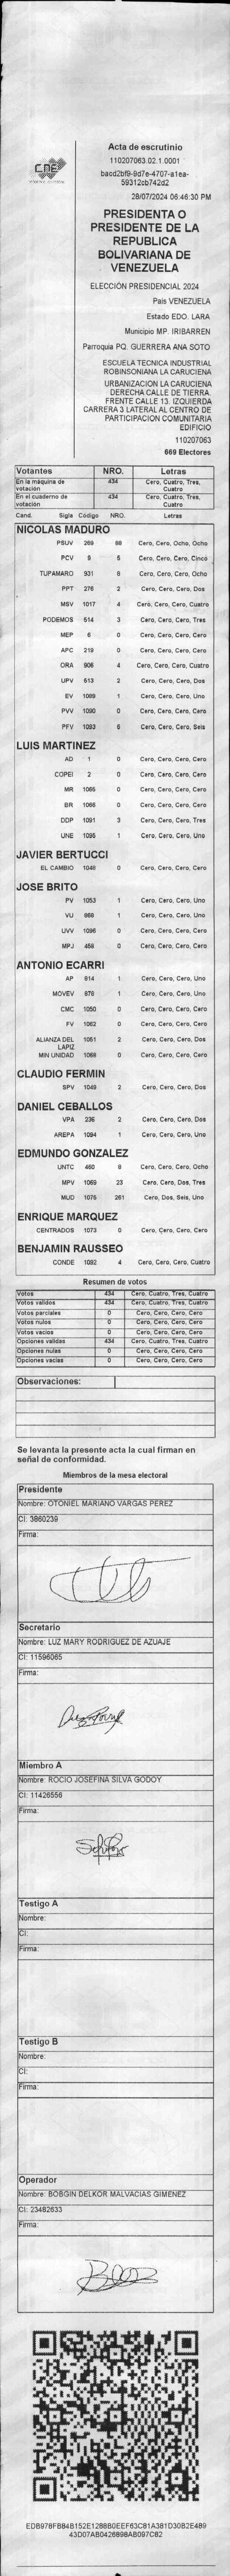 CNE
Acta de escrutinio
110207063.02.1.0001
bacd2bf9-9d7e-4707-a1ea-
59312cb742d2
28/07/2024 06:46:30 PM
PRESIDENTA O
PRESIDENTE DE LA
REPUBLICA
BOLIVARIANA DE
VENEZUELA
ELECCIÓN PRESIDENCIAL 2024
País VENEZUELA
Estado EDO. LARA
Municipio MP. IRIBARREN
Parroquia PQ. GUERRERA ANA SOTO
ESCUELA TECNICA INDUSTRIAL
ROBINSONIANA LA CARUCIENA
URBANIZACIÓN LA CARUCIENA
DERECHA CALLE DE TIERRA.
FRENTE CALLE 13. IZQUIERDA
CARRERA 3 LATERAL AL CENTRO DE
PARTICIPACION COMUNITARIA
EDIFICIO
110207063
669 Electores
Votantes NRO. Letras
En la máquina de votación 434 Cero, Cuatro, Tres, Cuatro
En el cuaderno de votación 434 Cero, Cuatro, Tres, Cuatro
Cand. Sigla Código NRO. Letras
NICOLAS MADURO
PSUV 269 88 Cero, Cero, Ocho, Ocho
PCV 9 5 Cero, Cero, Cero, Cinco
TUPAMARO 931 8 Cero, Cero, Cero, Ocho
PPT 276 2 Cero, Cero, Cero, Dos
MSV 1017 4 Cero, Cero, Cero, Cuatro
PODEMOS 514 3 Cero, Cero, Cero, Tres
MEP 6 0 Cero, Cero, Cero, Cero
APC 219 0 Cero, Cero, Cero, Cero
ORA 906 4 Cero, Cero, Cero, Cuatro
UPV 613 2 Cero, Cero, Cero, Dos
EV 1089 1 Cero, Cero, Cero, Uno
PVV 1090 0 Cero, Cero, Cero, Cero
PFV 1093 6 Cero, Cero, Cero, Seis
LUIS MARTINEZ
AD 1 0 Cero, Cero, Cero, Cero
COPEI 2 0 Cero, Cero, Cero, Cero
MR 1065 0 Cero, Cero, Cero, Cero
BR 1066 0 Cero, Cero, Cero, Cero
DDP 1091 3 Cero, Cero, Cero, Tres
UNE 1095 1 Cero, Cero, Cero, Uno
JAVIER BERTUCCI
EL CAMBIO 1046 0 Cero, Cero, Cero, Cero
JOSE BRITO
PV 1053 1 Cero, Cero, Cero, Uno
VU 868 1 Cero, Cero, Cero, Uno
UVV 1096 0 Cero, Cero, Cero, Cero
MPJ 458 0 Cero, Cero, Cero, Cero
ANTONIO ECARRI
AP 814 1 Cero, Cero, Cero, Uno
MOVEV 876 1 Cero, Cero, Cero, Uno
CMC 1050 0 Cero, Cero, Cero, Cero
FV 1062 0 Cero, Cero, Cero, Cero
ALIANZA DEL LAPIZ 1051 2 Cero, Cero, Cero, Dos
MIN UNIDAD 1068 0 Cero, Cero, Cero, Cero
CLAUDIO FERMIN
SPV 1049 2 Cero, Cero, Cero, Dos
DANIEL CEBALLOS
VPA 236 2 Cero, Cero, Cero, Dos
AREPA 1094 1 Cero, Cero, Cero, Uno
EDMUNDO GONZALEZ
UNTC 460 8 Cero, Cero, Cero, Ocho
MPV 1069 23 Cero, Cero, Dos, Tres
MUD 1076 261 Cero, Dos, Seis, Uno
ENRIQUE MARQUEZ
CENTRADOS 1073 0 Cero, Cero, Cero, Cero
BENJAMIN RAUSSEO
CONDE 1092 4 Cero, Cero, Cero, Cuatro
Resumen de votos
Votos 434 Cero, Cuatro, Tres, Cuatro
Votos validos 434 Cero, Cuatro, Tres, Cuatro
Votos parciales 0 Cero, Cero, Cero, Cero
Votos nulos 0 Cero, Cero, Cero, Cero
Votos vacios 0 Cero, Cero, Cero, Cero
Opciones validas 434 Cero, Cuatro, Tres, Cuatro
Opciones nulas 0 Cero, Cero, Cero, Cero
Opciones vacias 0 Cero, Cero, Cero, Cero
Observaciones:
Se levanta la presente acta la cual firman en
señal de conformidad.
Miembros de la mesa electoral
Presidente
Nombre: OTONIEL MARIANO VARGAS PEREZ
CI: 3860239
Firma:
Secretario
Nombre: LUZ MARY RODRIGUEZ DE AZUAJE
CI: 11596065
Firma:
Miembro A
Nombre: ROCIO JOSEFINA SILVA GODOY
CI: 11426556
Firma:
Testigo A
Nombre:
CI:
Firma:
Testigo B
Nombre:
CI:
Firma:
Operador
Nombre: BOBGIN DELKOR MALVACIAS GIMENEZ
CI: 23482633
Firma:
EDB978FB84B152E1288B0EEF63C81A381D30B2E4B9
43D07AB0426898AB097C82